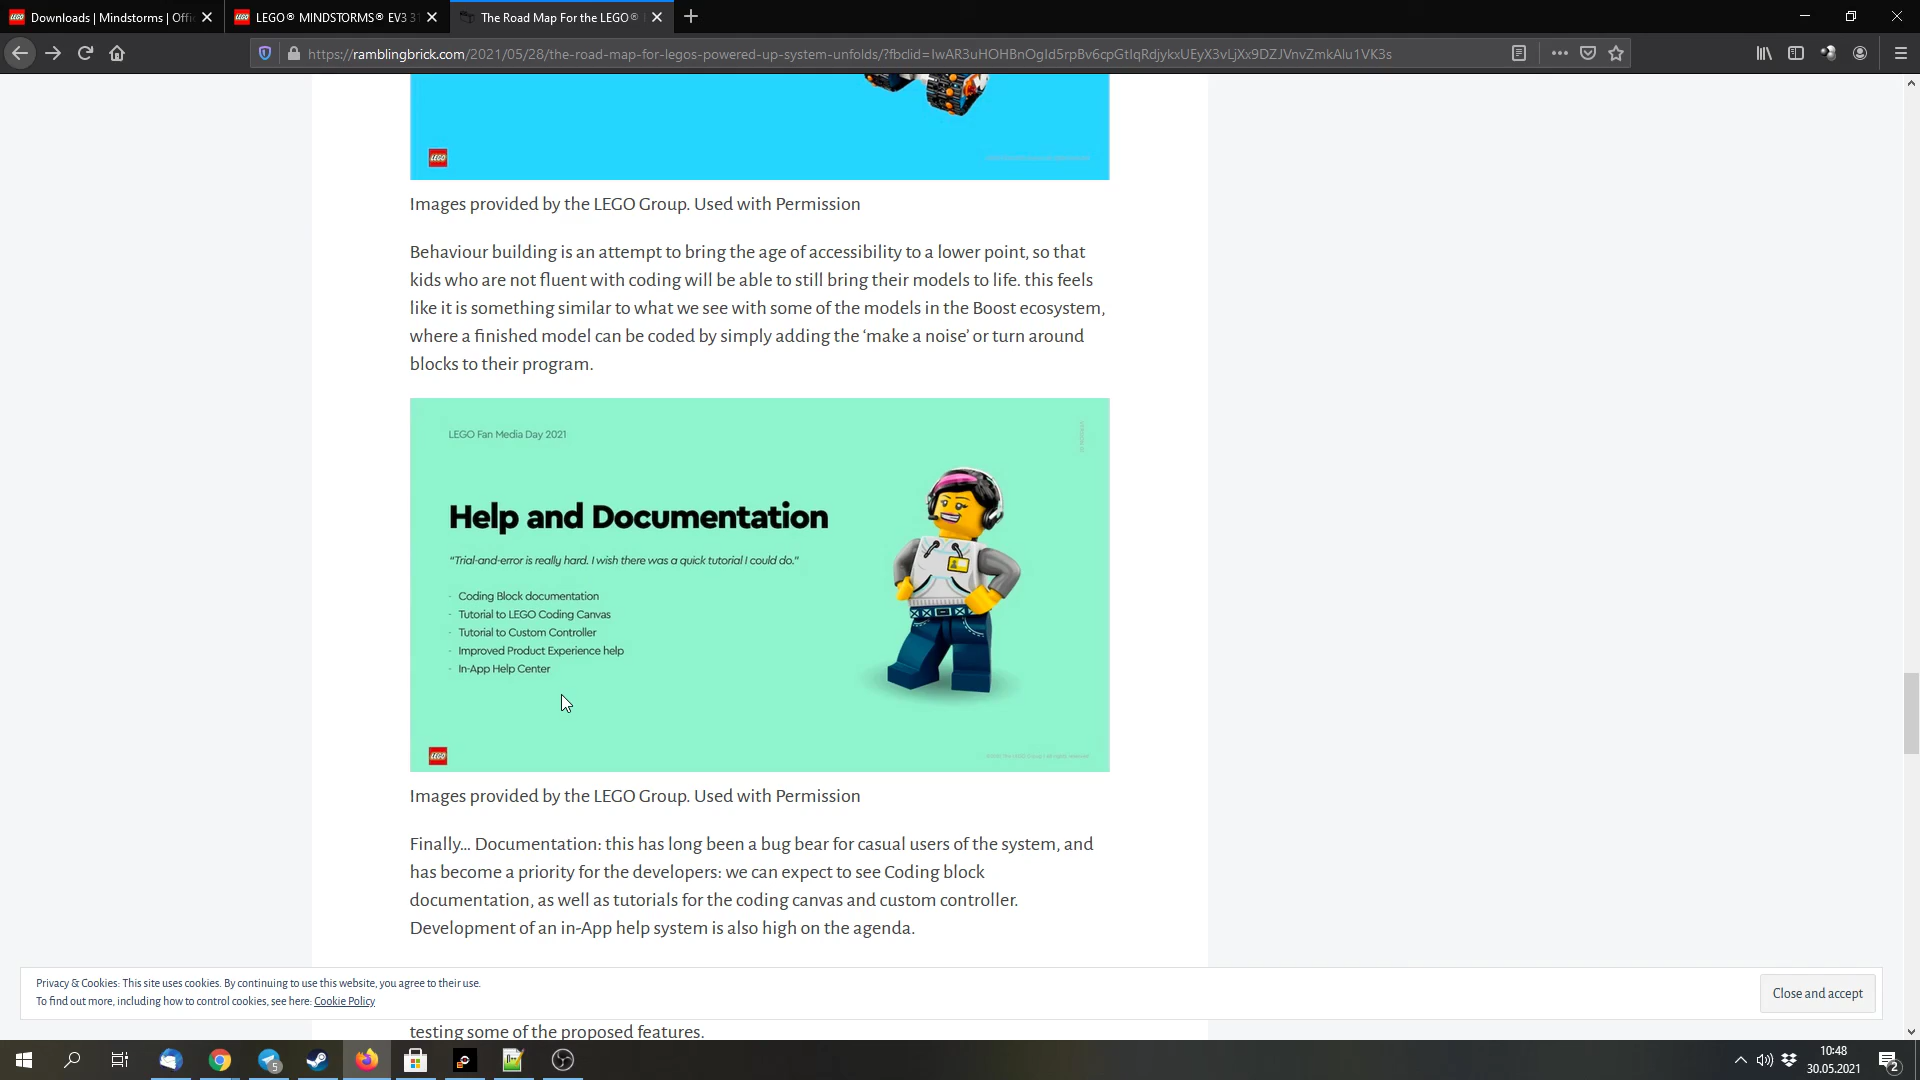 Downloads | Mindstorms | Offi
LEGO® MINDSTORMS® EV3 31
The Road Map For the LEGO®
https://ramblingbrick.com/2021/05/28/the-road-map-for-legos-powered-up-system-unfolds/?fbclid=IwAR3uHOHBnOgId5rpBv6cpGtIqRdjykxUEyX3vLjXx9DZJVnvZmkAlu1VK3s
LEGO
Images provided by the LEGO Group. Used with Permission
Behaviour building is an attempt to bring the age of accessibility to a lower point, so that
kids who are not fluent with coding will be able to still bring their models to life. this feels
like it is something similar to what we see with some of the models in the Boost ecosystem,
where a finished model can be coded by simply adding the ‘make a noise’ or turn around
blocks to their program.
LEGO Fan Media Day 2021
Help and Documentation
“Trial-and-error is really hard. I wish there was a quick tutorial I could do.”
- Coding Block documentation
- Tutorial to LEGO Coding Canvas
- Tutorial to Custom Controller
- Improved Product Experience help
- In-App Help Center
LEGO
Images provided by the LEGO Group. Used with Permission
Finally… Documentation: this has long been a bug bear for casual users of the system, and
has become a priority for the developers: we can expect to see Coding block
documentation, as well as tutorials for the coding canvas and custom controller.
Development of an in-App help system is also high on the agenda.
Privacy & Cookies: This site uses cookies. By continuing to use this website, you agree to their use.
To find out more, including how to control cookies, see here: Cookie Policy
Close and accept
testing some of the proposed features.
5
10:48
30.05.2021
2